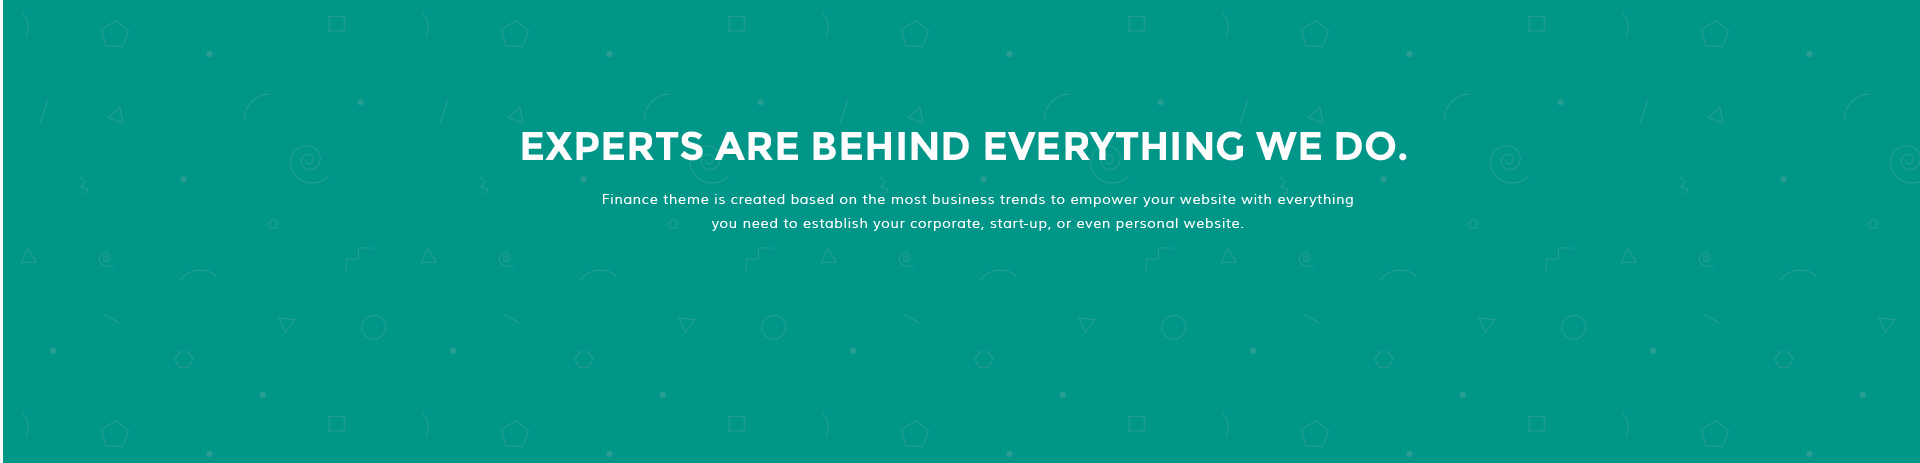 EXPERTS ARE BEHIND EVERYTHING WE DO.
Finance theme is created based on the most business trends to empower your website with everything
you need to establish your corporate, start-up, or even personal website.